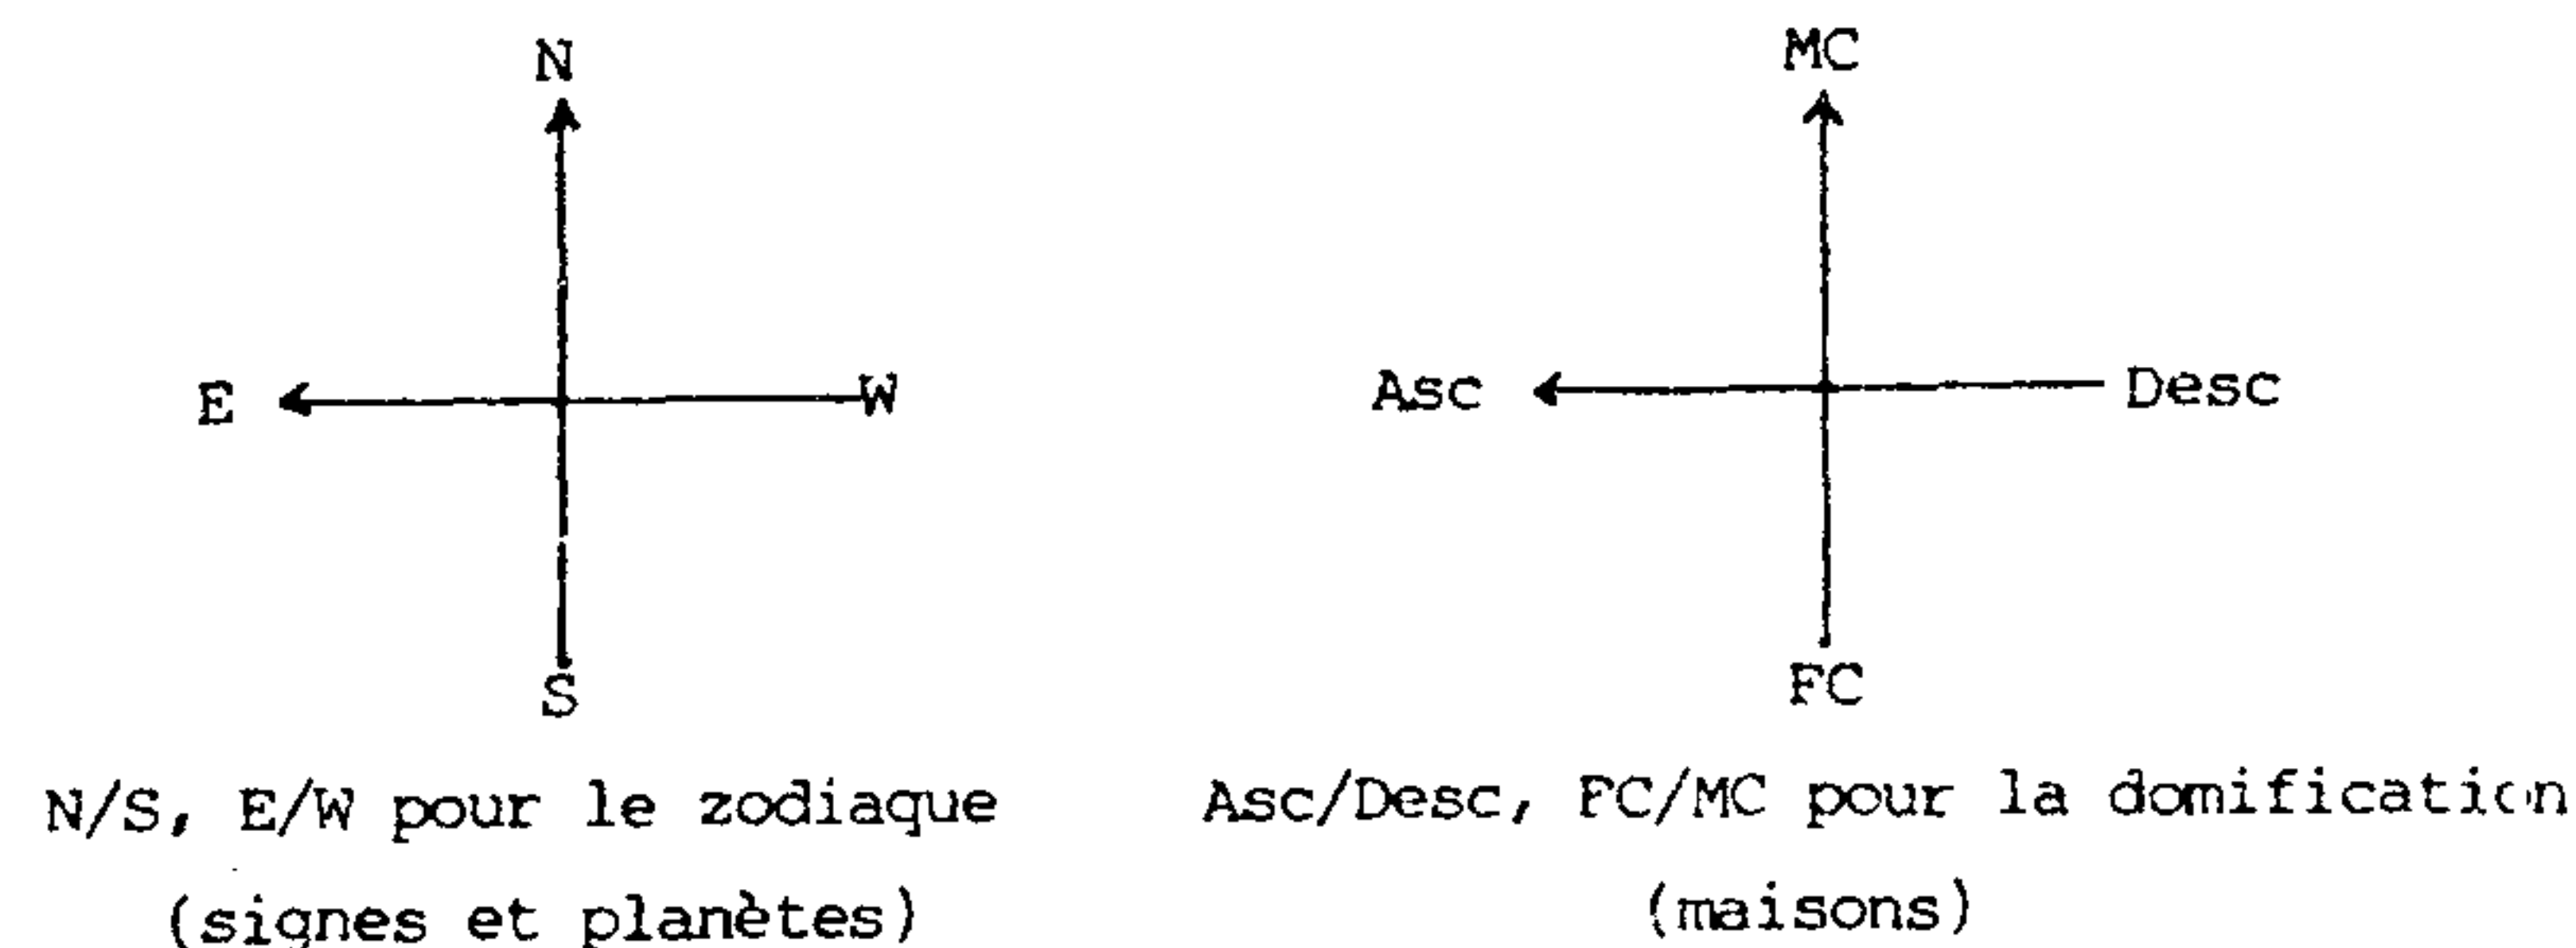 N
MC
E
W
Asc
Desc
S
FC
N/S, E/W pour le zodiaque
Asc/Desc, FC/MC pour la domification
(signes et planètes)
(maisons)